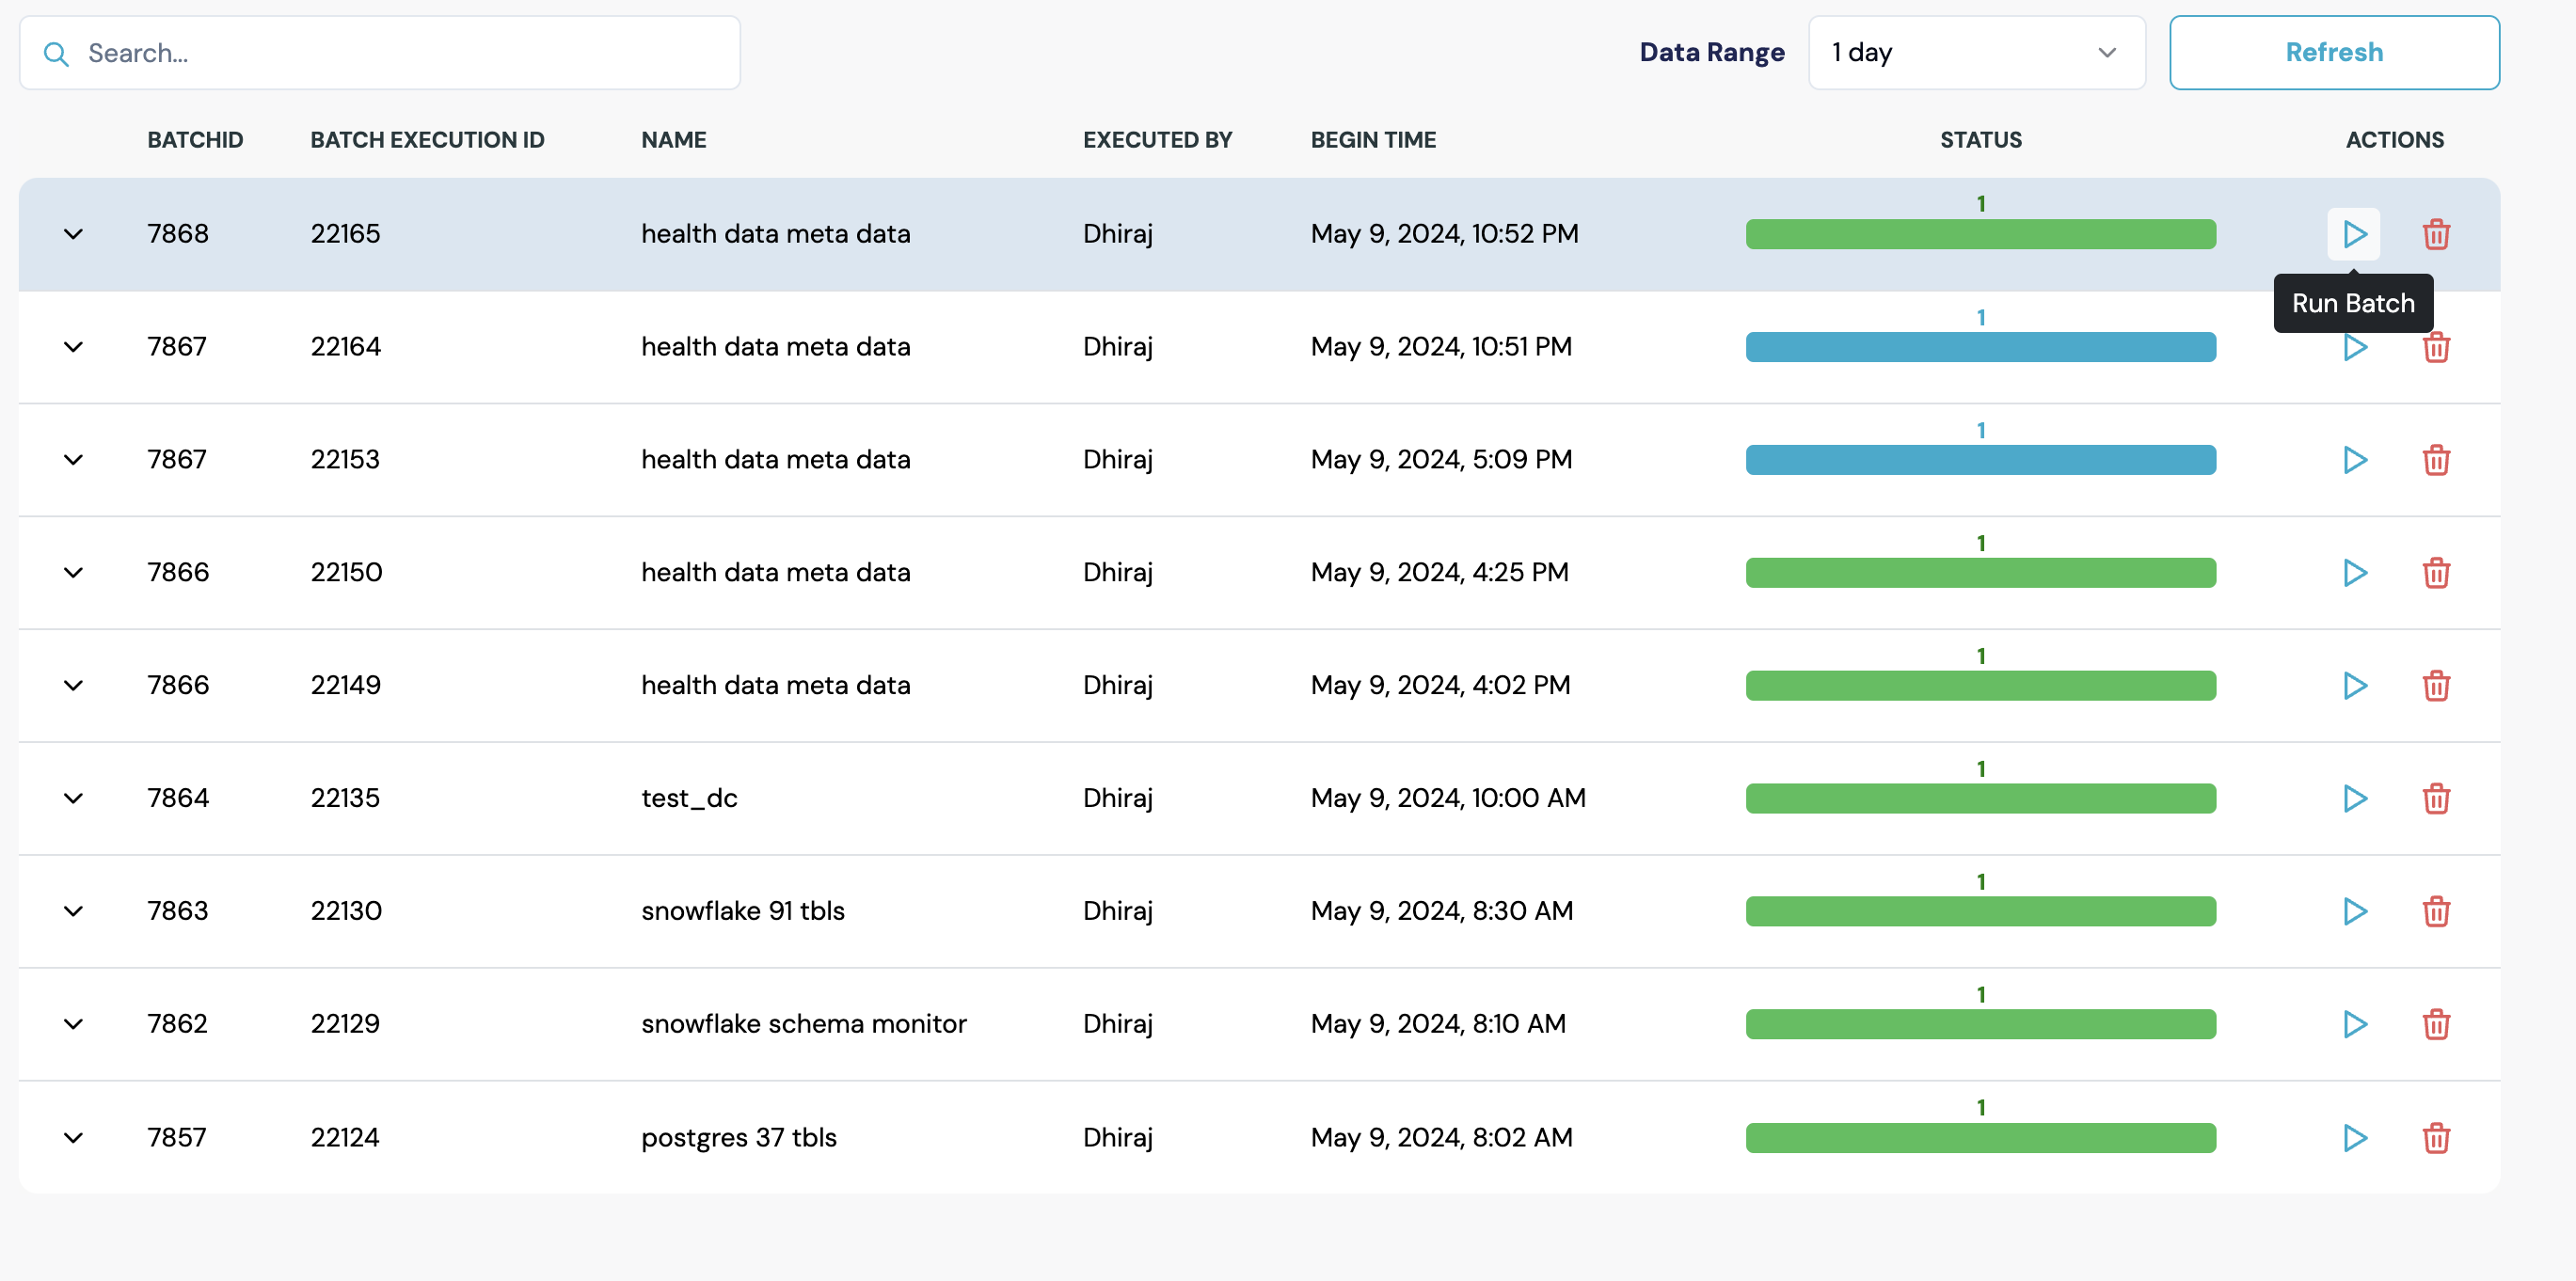 Search...
Data Range
1 day
Refresh
BATCHID BATCH EXECUTION ID NAME EXECUTED BY BEGIN TIME STATUS ACTIONS
1
7868 22165 health data meta data Dhiraj May 9, 2024, 10:52 PM
Run Batch
1
7867 22164 health data meta data Dhiraj May 9, 2024, 10:51 PM
1
7867 22153 health data meta data Dhiraj May 9, 2024, 5:09 PM
1
7866 22150 health data meta data Dhiraj May 9, 2024, 4:25 PM
1
7866 22149 health data meta data Dhiraj May 9, 2024, 4:02 PM
1
7864 22135 test_dc Dhiraj May 9, 2024, 10:00 AM
1
7863 22130 snowflake 91 tbls Dhiraj May 9, 2024, 8:30 AM
1
7862 22129 snowflake schema monitor Dhiraj May 9, 2024, 8:10 AM
1
7857 22124 postgres 37 tbls Dhiraj May 9, 2024, 8:02 AM